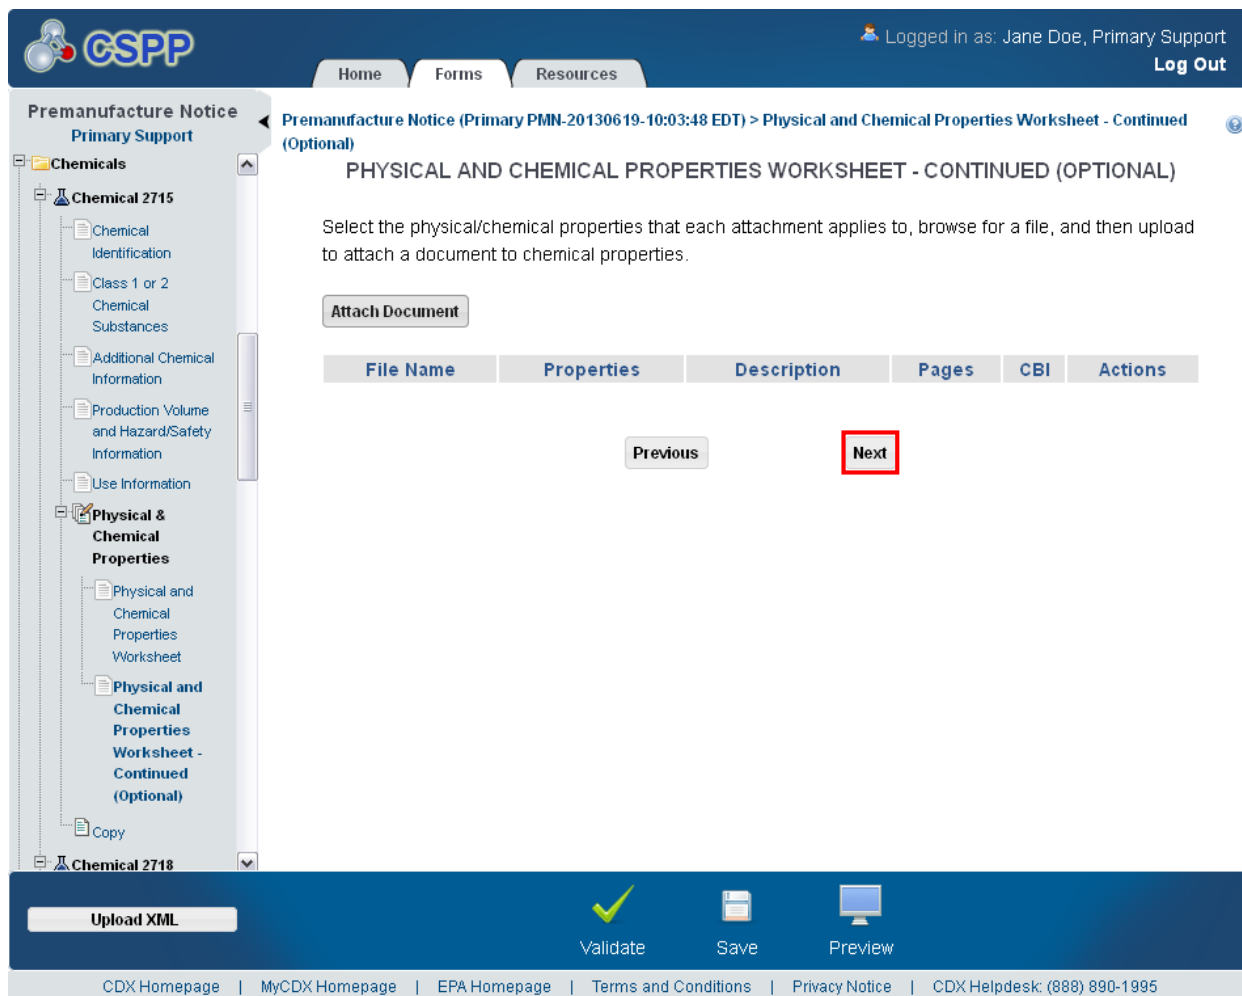 CSPP
Logged in as: Jane Doe, Primary Support
Log Out
Home Forms Resources
Premanufacture Notice
Primary Support
Chemicals
Chemical 2715
Chemical
Identification
Class 1 or 2
Chemical
Substances
Additional Chemical
Information
Production Volume
and Hazard/Safety
Information
Use Information
Physical &
Chemical
Properties
Physical and
Chemical
Properties
Worksheet
Physical and
Chemical
Properties
Worksheet -
Continued
(Optional)
Copy
Chemical 2718
Premanufacture Notice (Primary PMN-20130619-10:03:48 EDT) > Physical and Chemical Properties Worksheet - Continued
(Optional)
PHYSICAL AND CHEMICAL PROPERTIES WORKSHEET - CONTINUED (OPTIONAL)
Select the physical/chemical properties that each attachment applies to, browse for a file, and then upload
to attach a document to chemical properties.
Attach Document
File Name Properties Description Pages CBI Actions
Previous Next
Upload XML
Validate Save Preview
CDX Homepage | MyCDX Homepage | EPA Homepage | Terms and Conditions | Privacy Notice | CDX Helpdesk: (888) 890-1995